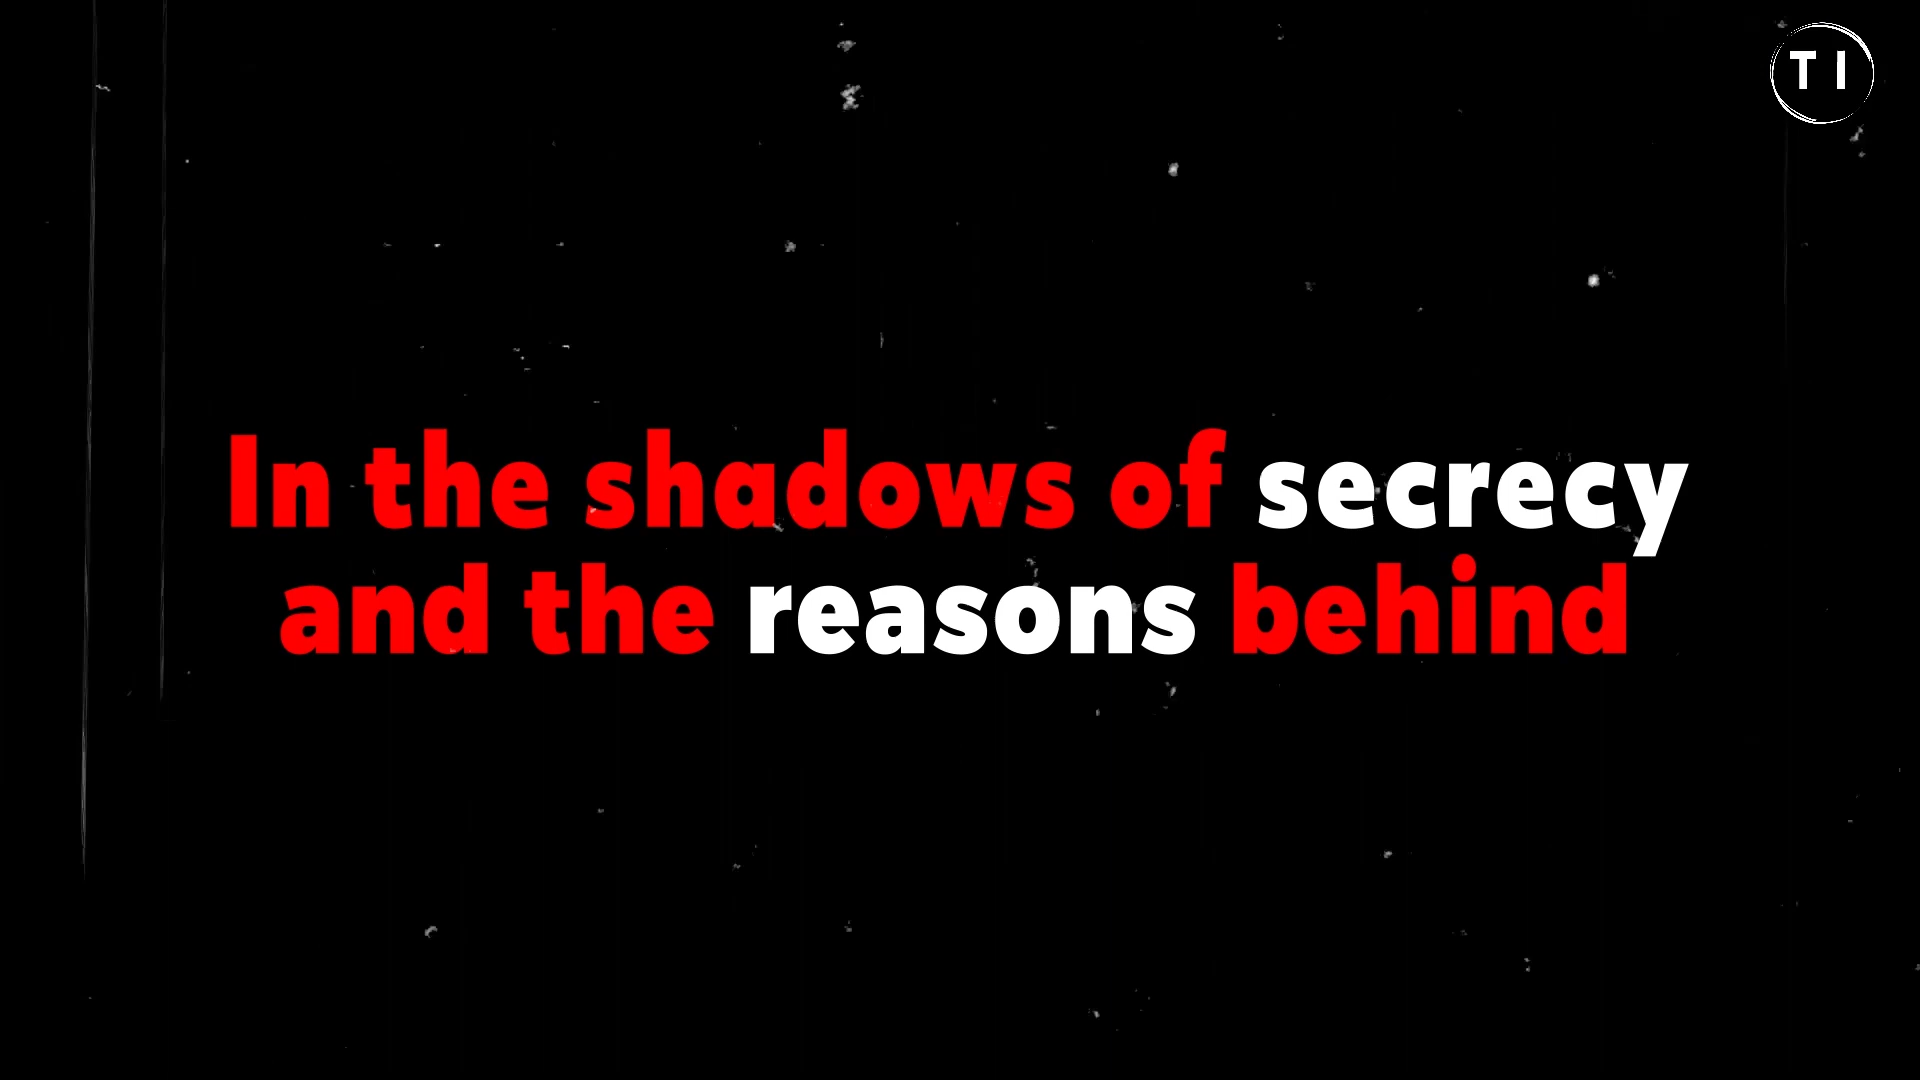 T I
In the shadows of secrecy
and the reasons behind